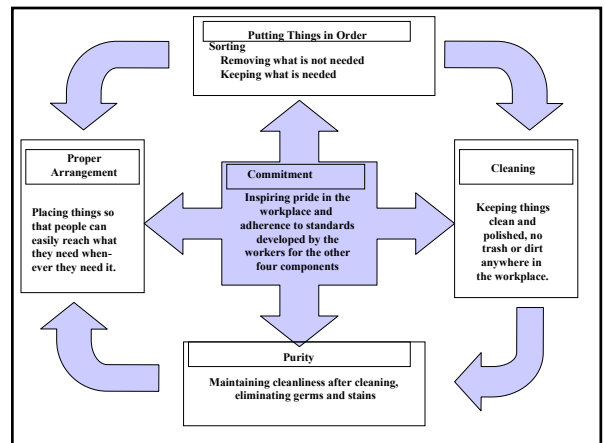 Putting Things in Order
Sorting
Removing what is not needed
Keeping what is needed
Proper
Arrangement
Placing things so
that people can
easily reach what
they need when-
ever they need it.
Commitment
Inspiring pride in the
workplace and
adherence to standards
developed by the
workers for the other
four components
Cleaning
Keeping things
clean and
polished, no
trash or dirt
anywhere in
the workplace.
Purity
Maintaining cleanliness after cleaning,
eliminating germs and stains